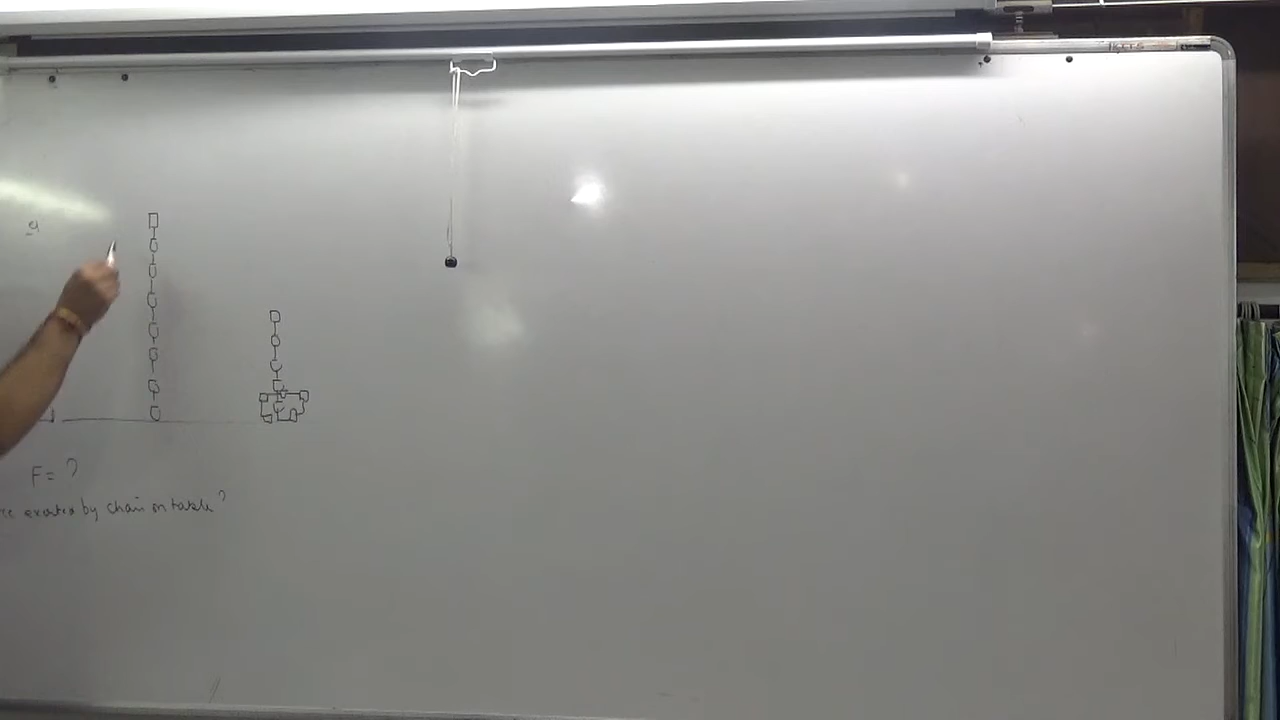 F = ?
exerted by chain on table?